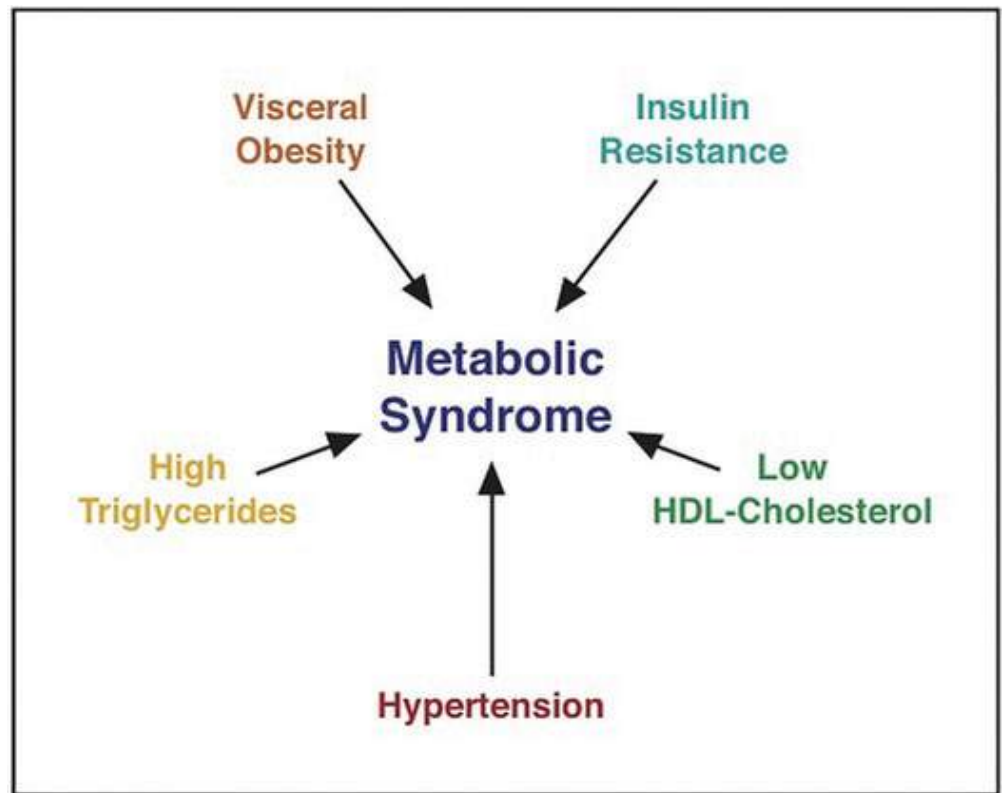 Visceral
Obesity
Insulin
Resistance
Metabolic
Syndrome
High
Triglycerides
Low
HDL-Cholesterol
Hypertension